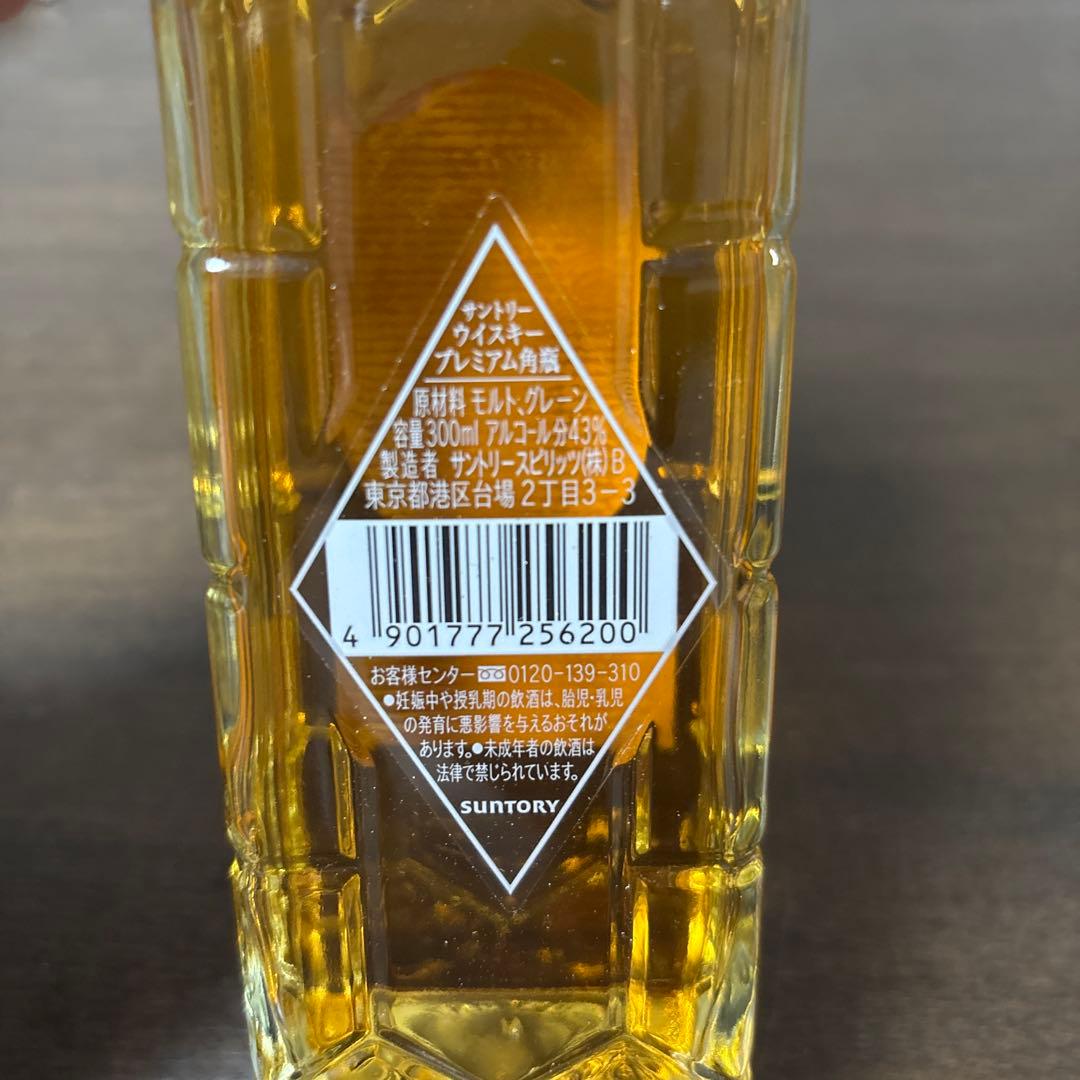 サントリー
ウイスキー
プレミアム角瓶
原材料 モルト、グレーン
容量300ml アルコール分43%
製造者 サントリースピリッツ(株)B
東京都港区台場2丁目3-3
4 901777 256200
お客様センター 0120-139-310
●妊娠中や授乳期の飲酒は、胎児・乳児
の発育に悪影響を与えるおそれが
あります。●未成年者の飲酒は
法律で禁じられています。
SUNTORY